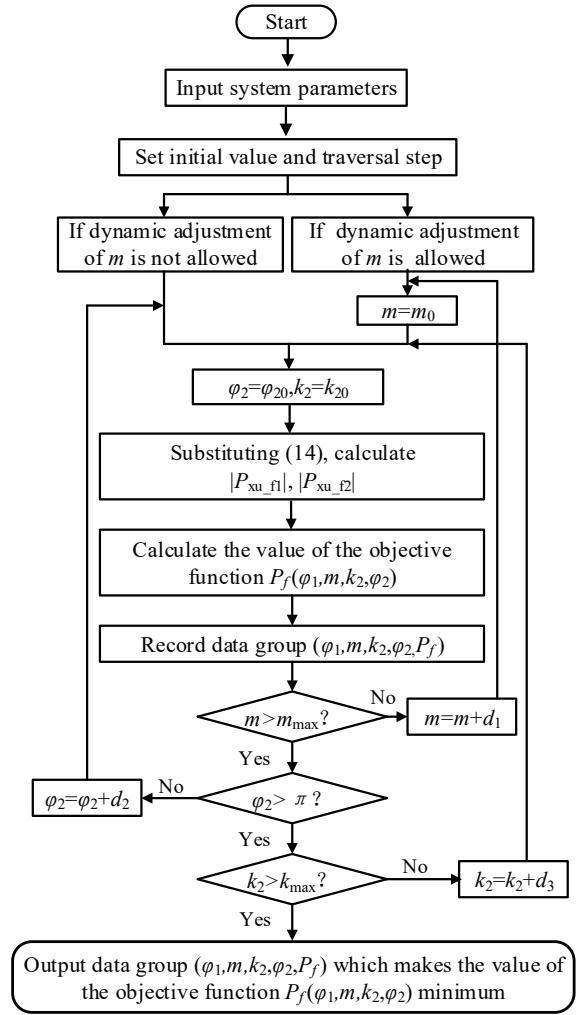 Start
Input system parameters
Set initial value and traversal step
If dynamic adjustment
of m is not allowed
If dynamic adjustment
of m is allowed
m=m₀
φ₂=φ₂₀,k₂=k₂₀
Substituting (14), calculate
|Pxu_f1|, |Pxu_f2|
Calculate the value of the objective
function Pf(φ₁,m,k₂,φ₂)
Record data group (φ₁,m,k₂,φ₂,Pf)
m>mmax?
No
m=m+d₁
Yes
φ₂> π ?
No
φ₂=φ₂+d₂
Yes
k₂>kmax?
No
k₂=k₂+d₃
Yes
Output data group (φ₁,m,k₂,φ₂,Pf) which makes the value of
the objective function Pf(φ₁,m,k₂,φ₂) minimum